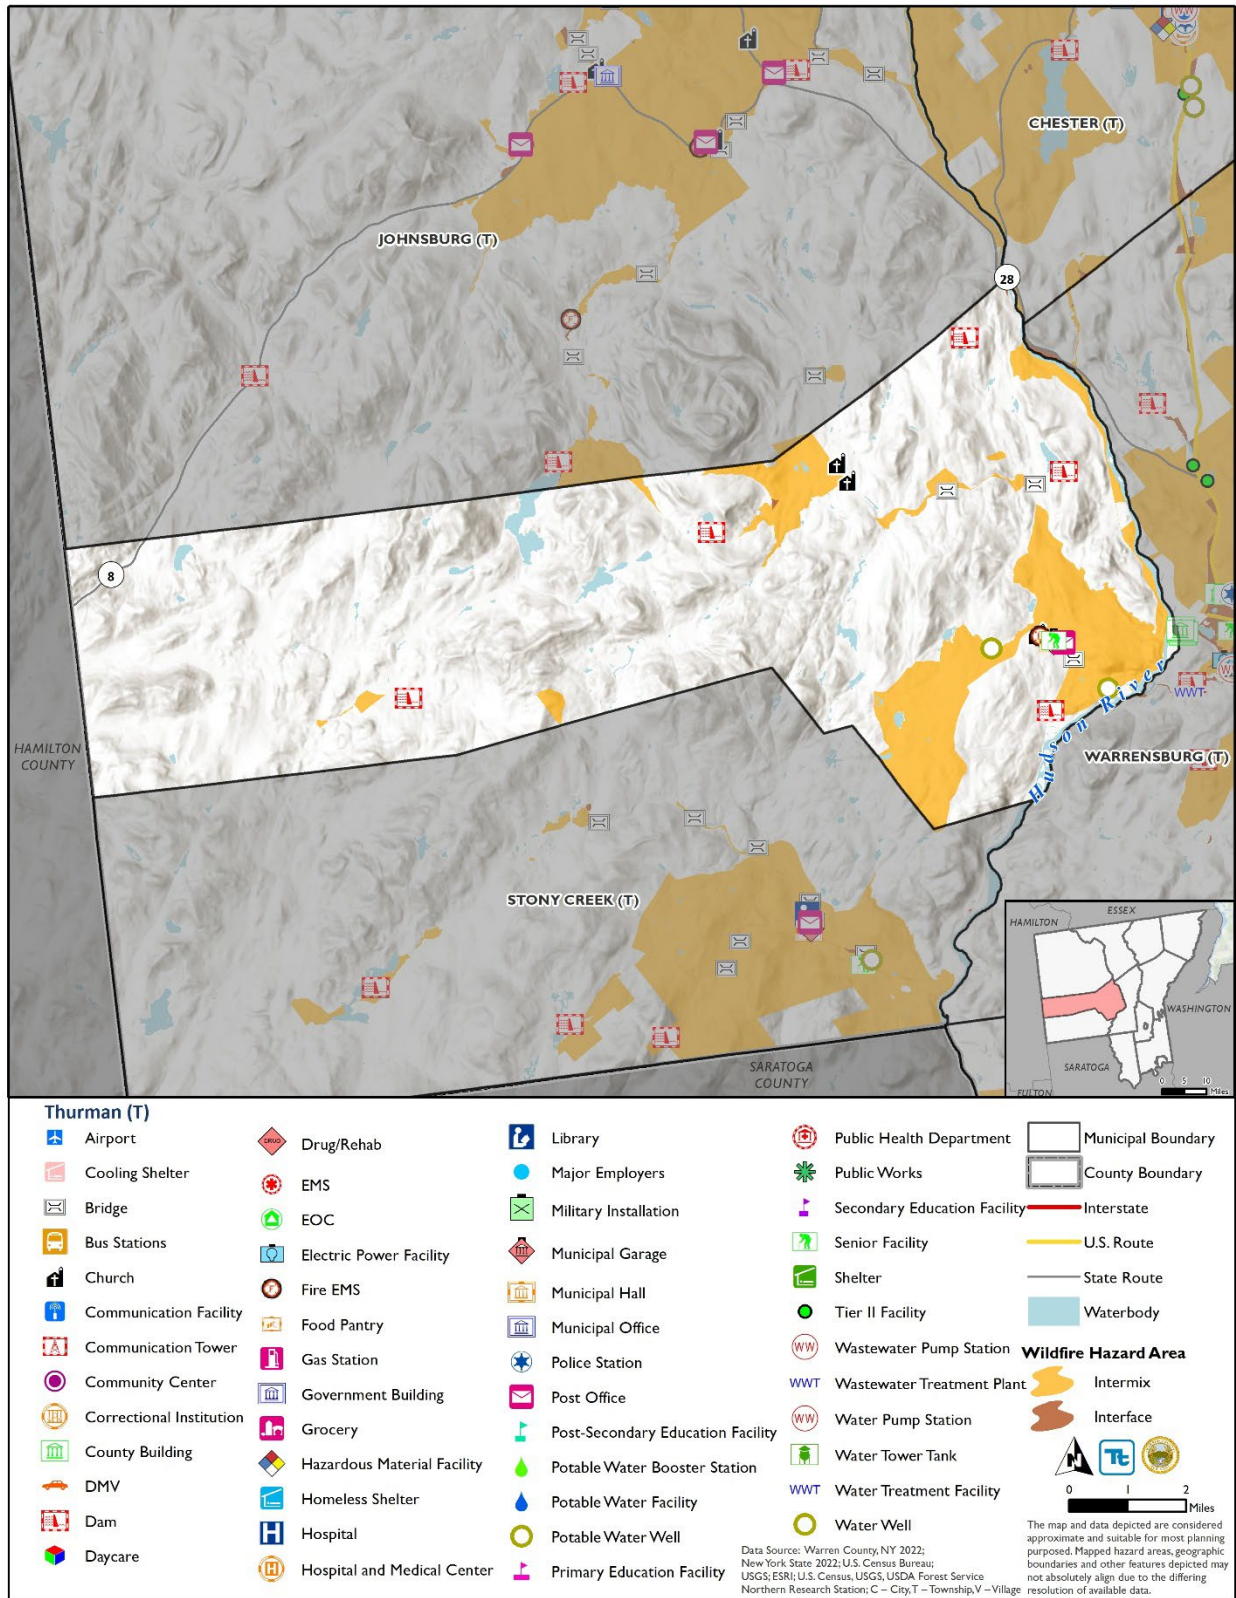 CHESTER (T)
JOHNSBURG (T)
28
8
HAMILTON
COUNTY
Hudson River
WARRENSBURG (T)
WWT
STONY CREEK (T)
SARATOGA
COUNTY
ESSEX
HAMILTON
WASHINGTON
SARATOGA
FULTON
0 5 10
Miles
Thurman (T)
Airport
Cooling Shelter
Bridge
Bus Stations
Church
Communication Facility
Communication Tower
Community Center
Correctional Institution
County Building
DMV
Dam
Daycare
DRUG
Drug/Rehab
EMS
EOC
Electric Power Facility
F
Fire EMS
Food Pantry
Gas Station
Government Building
Grocery
Hazardous Material Facility
Homeless Shelter
H
Hospital
H
Hospital and Medical Center
Library
Major Employers
Military Installation
Municipal Garage
Municipal Hall
Municipal Office
Police Station
Post Office
Post-Secondary Education Facility
Potable Water Booster Station
Potable Water Facility
Potable Water Well
Primary Education Facility
Public Health Department
Public Works
Secondary Education Facility
Senior Facility
Shelter
Tier II Facility
WW
Wastewater Pump Station
WWT
Wastewater Treatment Plant
WW
Water Pump Station
Water Tower Tank
WWT
Water Treatment Facility
Water Well
Municipal Boundary
County Boundary
Interstate
U.S. Route
State Route
Waterbody
Wildfire Hazard Area
Intermix
Interface
N
Tt
0 1 2
Miles
Data Source: Warren County, NY 2022;
New York State 2022; U.S. Census Bureau;
USGS; ESRI; U.S. Census, USGS, USDA Forest Service
Northern Research Station; C – City, T – Township, V – Village
The map and data depicted are considered
approximate and suitable for most planning
purposed. Mapped hazard areas, geographic
boundaries and other features depicted may
not absolutely align due to the differing
resolution of available data.